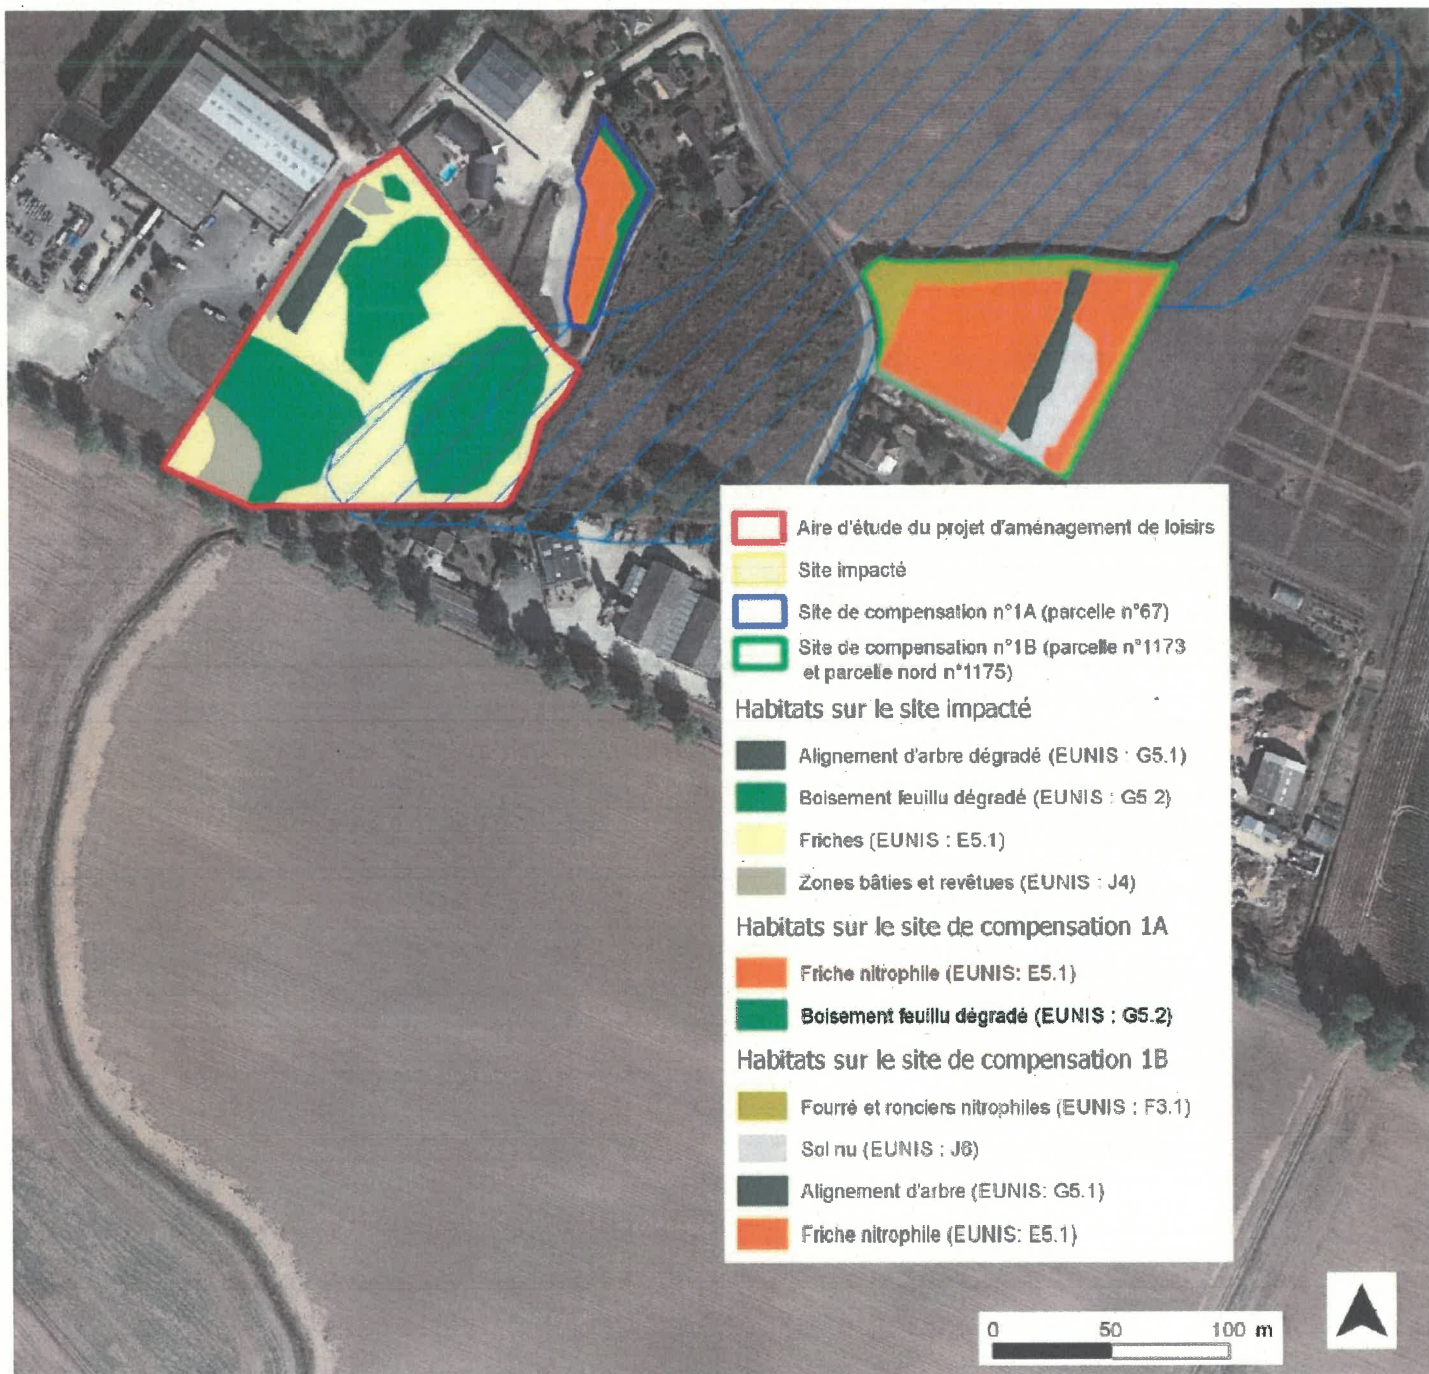 Aire d'étude du projet d'aménagement de loisirs
Site impacté
Site de compensation n°1A (parcelle n°67)
Site de compensation n°1B (parcelle n°1173
et parcelle nord n°1175)
Habitats sur le site impacté
Alignement d'arbre dégradé (EUNIS : G5.1)
Boisement feuillu dégradé (EUNIS : G5.2)
Friches (EUNIS : E5.1)
Zones bâties et revêtues (EUNIS : J4)
Habitats sur le site de compensation 1A
Friche nitrophile (EUNIS: E5.1)
Boisement feuillu dégradé (EUNIS : G5.2)
Habitats sur le site de compensation 1B
Fourré et ronciers nitrophiles (EUNIS : F3.1)
Sol nu (EUNIS : J6)
Alignement d'arbre (EUNIS: G5.1)
Friche nitrophile (EUNIS: E5.1)
0 50 100 m